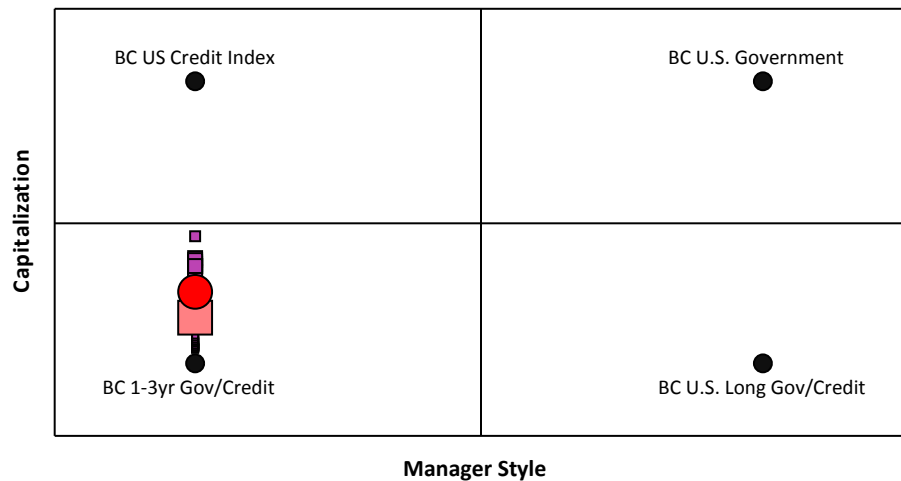 BC US Credit Index
BC U.S. Government
Capitalization
BC 1-3yr Gov/Credit
BC U.S. Long Gov/Credit
Manager Style